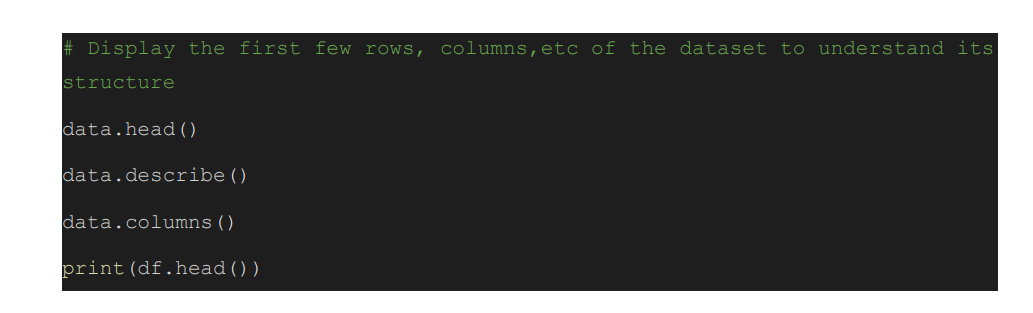 # Display the first few rows, columns,etc of the dataset to understand its
structure
data.head()
data.describe()
data.columns()
print(df.head())